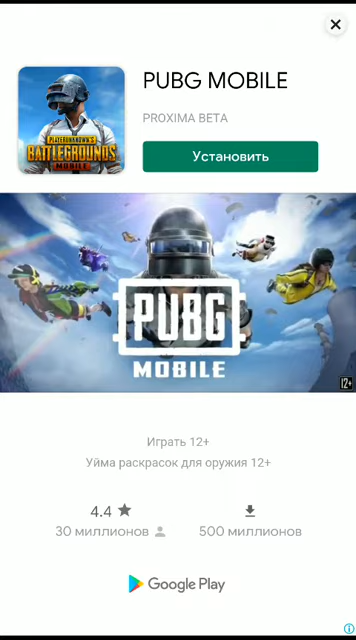 PUBG MOBILE
PROXIMA BETA
Установить
PLAYERUNKNOWN'S
BATTLEGROUNDS
MOBILE
PUBG
MOBILE
12+
Играть 12+
Уйма раскрасок для оружия 12+
4.4
30 миллионов
500 миллионов
Google Play